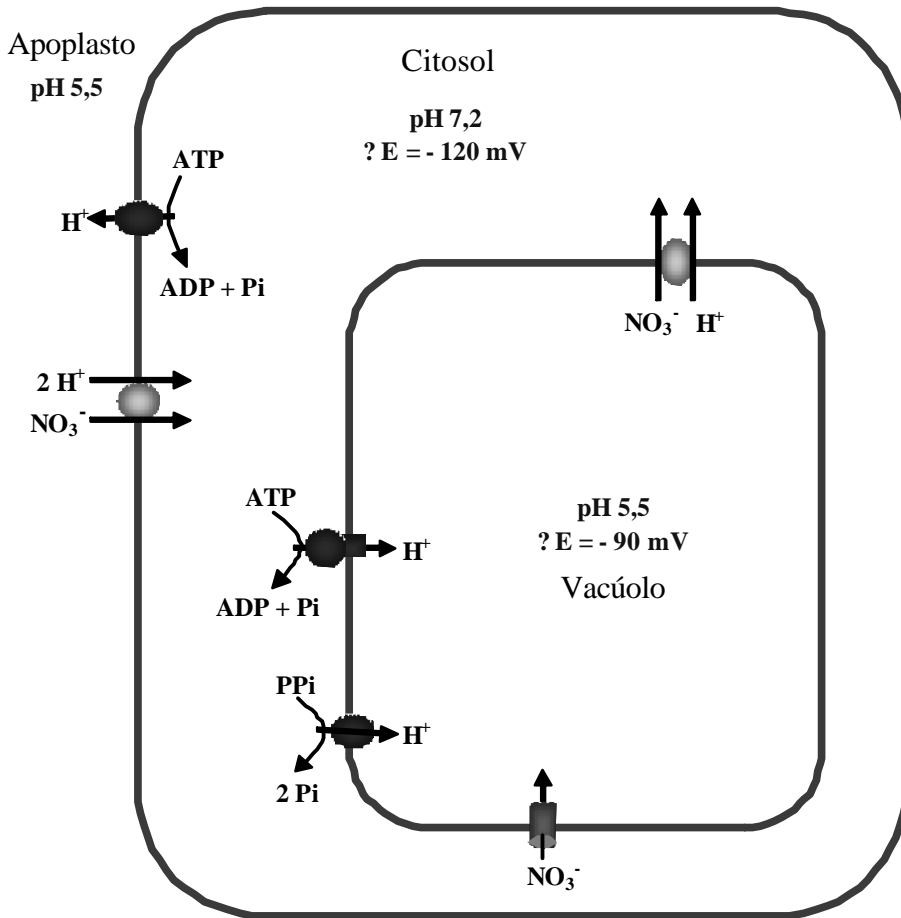 Apoplasto
pH 5,5
Citosol
pH 7,2
? E = - 120 mV
ATP
H⁺
ADP + Pi
2 H⁺
NO₃⁻
NO₃⁻ H⁺
ATP
H⁺
ADP + Pi
pH 5,5
? E = - 90 mV
Vacúolo
PPi
H⁺
2 Pi
NO₃⁻